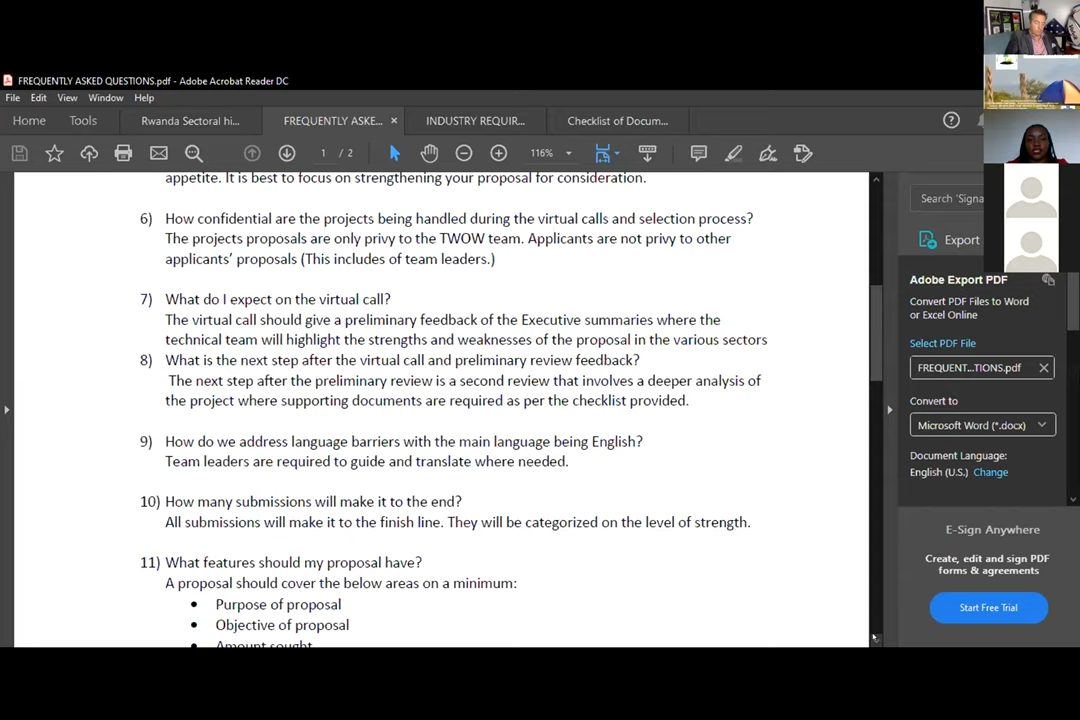 FREQUENTLY ASKED QUESTIONS.pdf - Adobe Acrobat Reader DC
File Edit View Window Help
Home Tools Rwanda Sectoral hi... FREQUENTLY ASKE... × INDUSTRY REQUIR... Checklist of Docum...
1 / 2 116%
appetite. It is best to focus on strengthening your proposal for consideration.
6) How confidential are the projects being handled during the virtual calls and selection process?
The projects proposals are only privy to the TWOW team. Applicants are not privy to other
applicants' proposals (This includes of team leaders.)
7) What do I expect on the virtual call?
The virtual call should give a preliminary feedback of the Executive summaries where the
technical team will highlight the strengths and weaknesses of the proposal in the various sectors
8) What is the next step after the virtual call and preliminary review feedback?
The next step after the preliminary review is a second review that involves a deeper analysis of
the project where supporting documents are required as per the checklist provided.
9) How do we address language barriers with the main language being English?
Team leaders are required to guide and translate where needed.
10) How many submissions will make it to the end?
All submissions will make it to the finish line. They will be categorized on the level of strength.
11) What features should my proposal have?
A proposal should cover the below areas on a minimum:
• Purpose of proposal
• Objective of proposal
• Amount sought
Search 'Signa
Export
Adobe Export PDF
Convert PDF Files to Word
or Excel Online
Select PDF File
FREQUENT...TIONS.pdf
Convert to
Microsoft Word (*.docx)
Document Language:
English (U.S.) Change
E-Sign Anywhere
Create, edit and sign PDF
forms & agreements
Start Free Trial